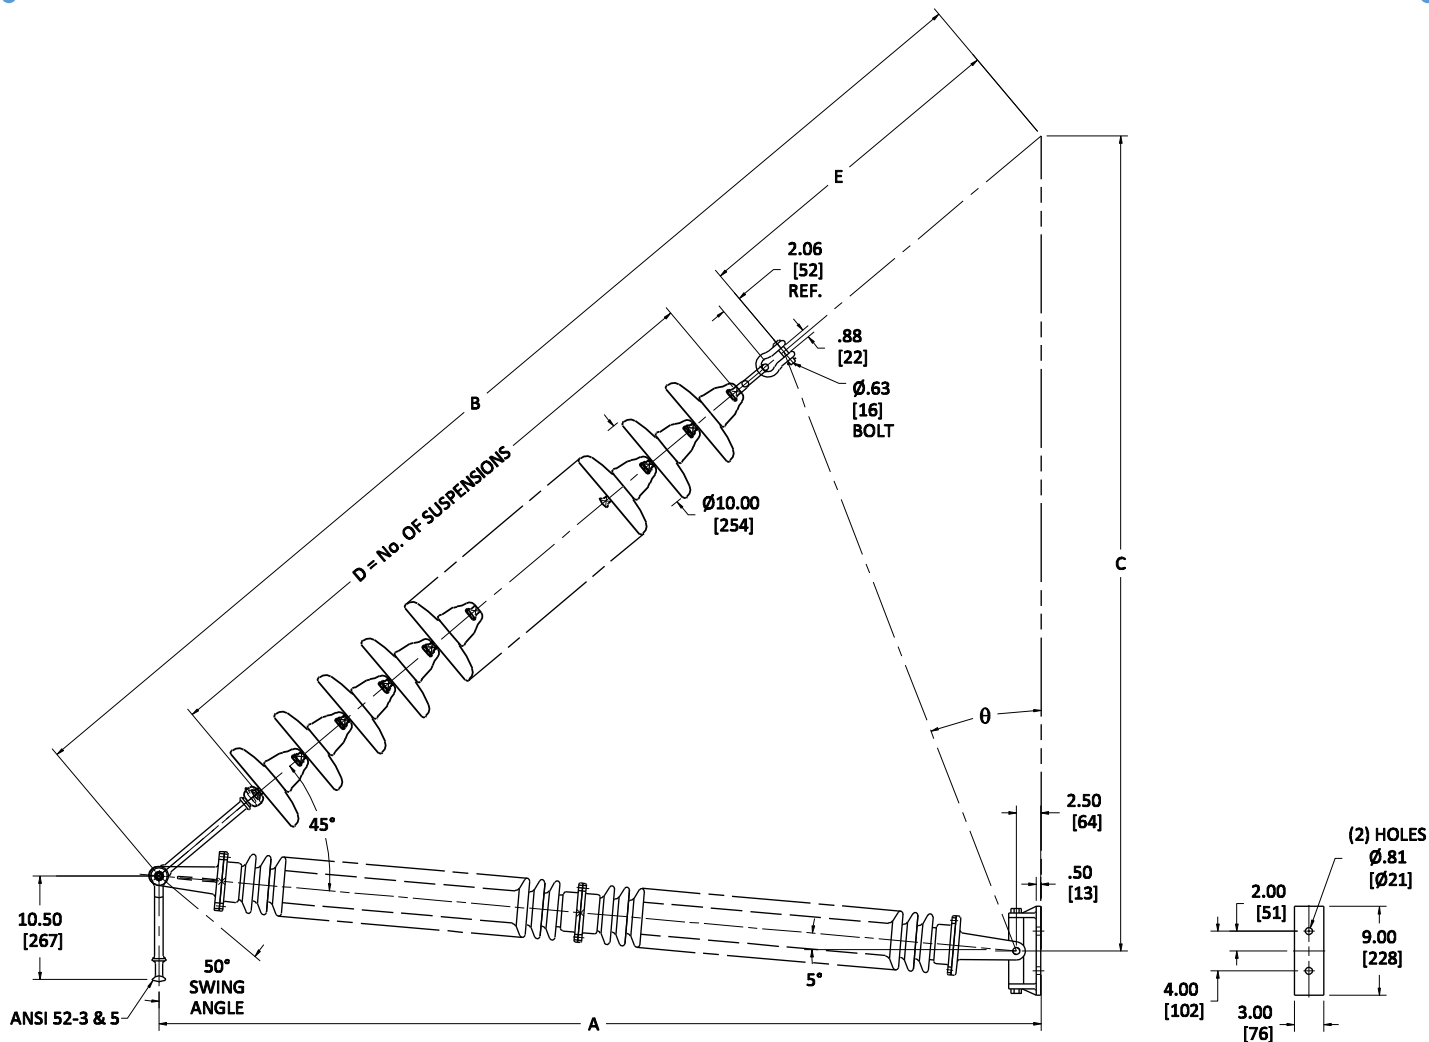 E
2.06
[52]
REF.
.88
[22]
Ø.63
[16]
BOLT
B
D = No. OF SUSPENSIONS
Ø10.00
[254]
C
θ
45°
2.50
[64]
.50
[13]
(2) HOLES
Ø.81
[Ø21]
2.00
[51]
9.00
[228]
4.00
[102]
3.00
[76]
10.50
[267]
50°
SWING
ANGLE
5°
ANSI 52-3 & 5
A